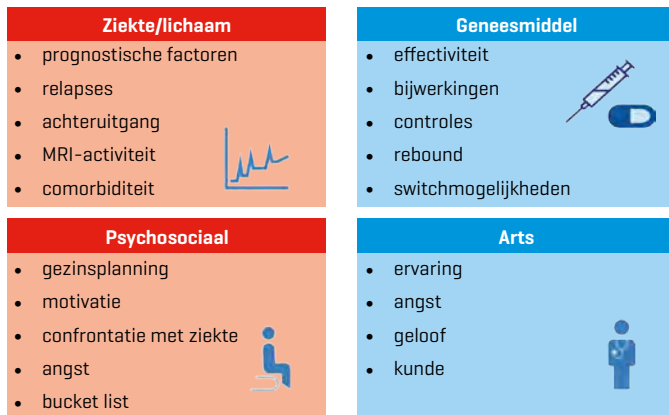 Ziekte/lichaam
• prognostische factoren
• relapses
• achteruitgang
• MRI-activiteit
• comorbiditeit
Geneesmiddel
• effectiviteit
• bijwerkingen
• controles
• rebound
• switchmogelijkheden
Psychosociaal
• gezinsplanning
• motivatie
• confrontatie met ziekte
• angst
• bucket list
Arts
• ervaring
• angst
• geloof
• kunde